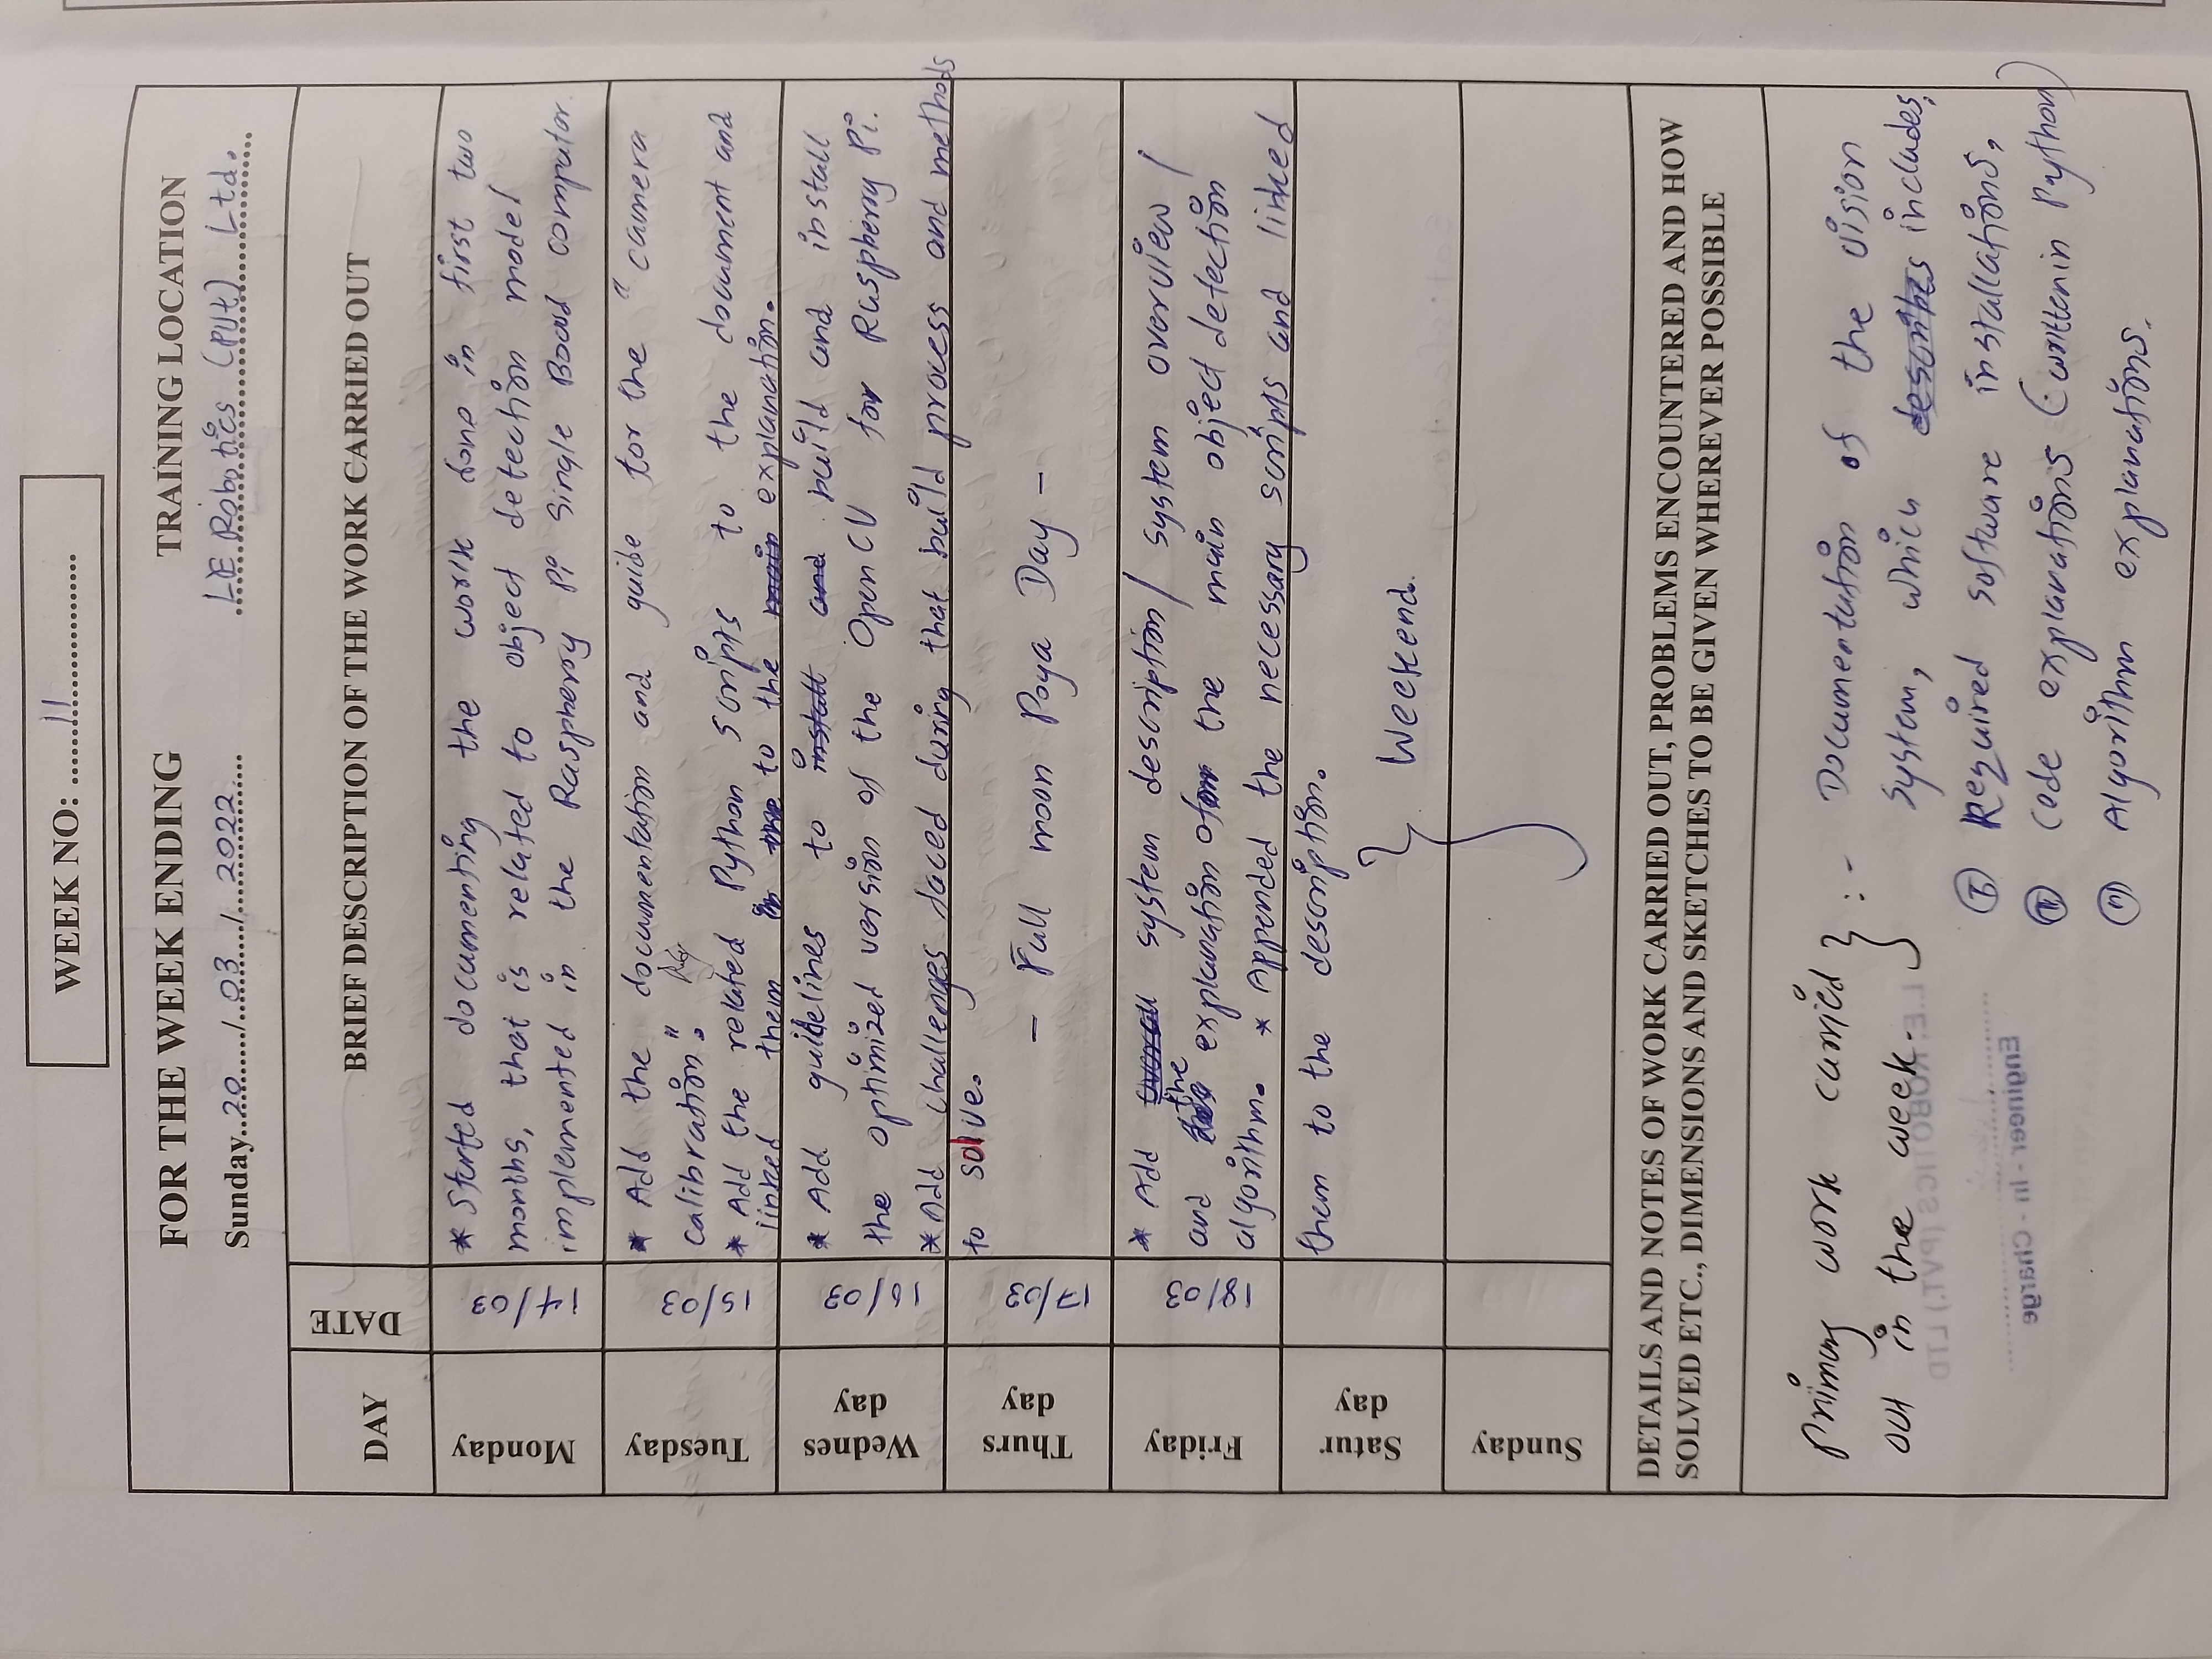 WEEK NO: ........11........................
FOR THE WEEK ENDING
TRAINING LOCATION
Sunday..20....../...03..../....2022.....
LE Robotics (PVt) Ltd.
DAY
DATE
BRIEF DESCRIPTION OF THE WORK CARRIED OUT
Monday
14/03
* Started documenting the work done in first two
months, that is related to object detection model
implemented in the Raspberry Pi Single Board Computer.
Tuesday
15/03
* Add the documentation and guide for the "camera
calibration".
* Add the related Python scripts to the document and
linked them in the to the main explanation.
Wednes
day
16/03
* Add guidelines to install and build and install
the optimized version of the OpenCV for Raspberry Pi.
* Add challenges faced during that build process and methods
Thurs
day
17/03
to solve.
- Full moon Poya Day -
Friday
18/03
* Add overall system description/ system overview /
the
and explanation of the main object detection
algorithm. * Appended the necessary scripts and linked
Satur
day
them to the description.
Weekend.
Sunday
DETAILS AND NOTES OF WORK CARRIED OUT, PROBLEMS ENCOUNTERED AND HOW
SOLVED ETC., DIMENSIONS AND SKETCHES TO BE GIVEN WHEREVER POSSIBLE
Primary work carried
out in the week.
:- Documentation of the vision
system, which describes includes,
I Required software installations,
II Code explanations (written in Python)
III Algorithm explanations.
L.E. ROBOTICS (PVT.) LTD
Engineer - In - Charge